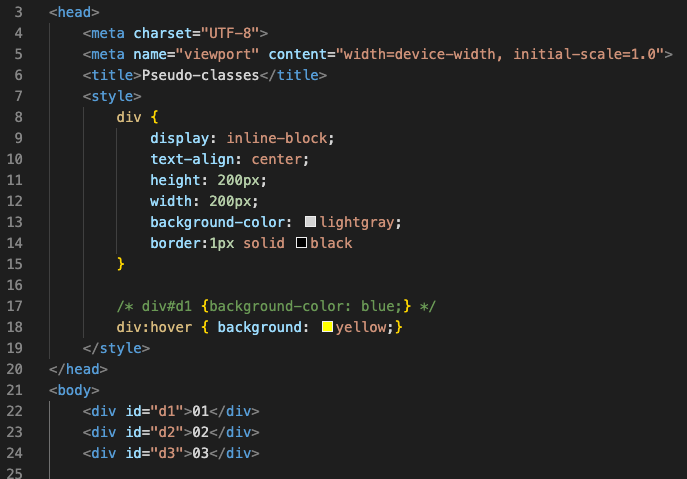 3 <head>
4 <meta charset="UTF-8">
5 <meta name="viewport" content="width=device-width, initial-scale=1.0">
6 <title>Pseudo-classes</title>
7 <style>
8 div {
9 display: inline-block;
10 text-align: center;
11 height: 200px;
12 width: 200px;
13 background-color: lightgray;
14 border:1px solid black
15 }
16
17 /* div#d1 {background-color: blue;} */
18 div:hover { background: yellow;}
19 </style>
20 </head>
21 <body>
22 <div id="d1">01</div>
23 <div id="d2">02</div>
24 <div id="d3">03</div>
25